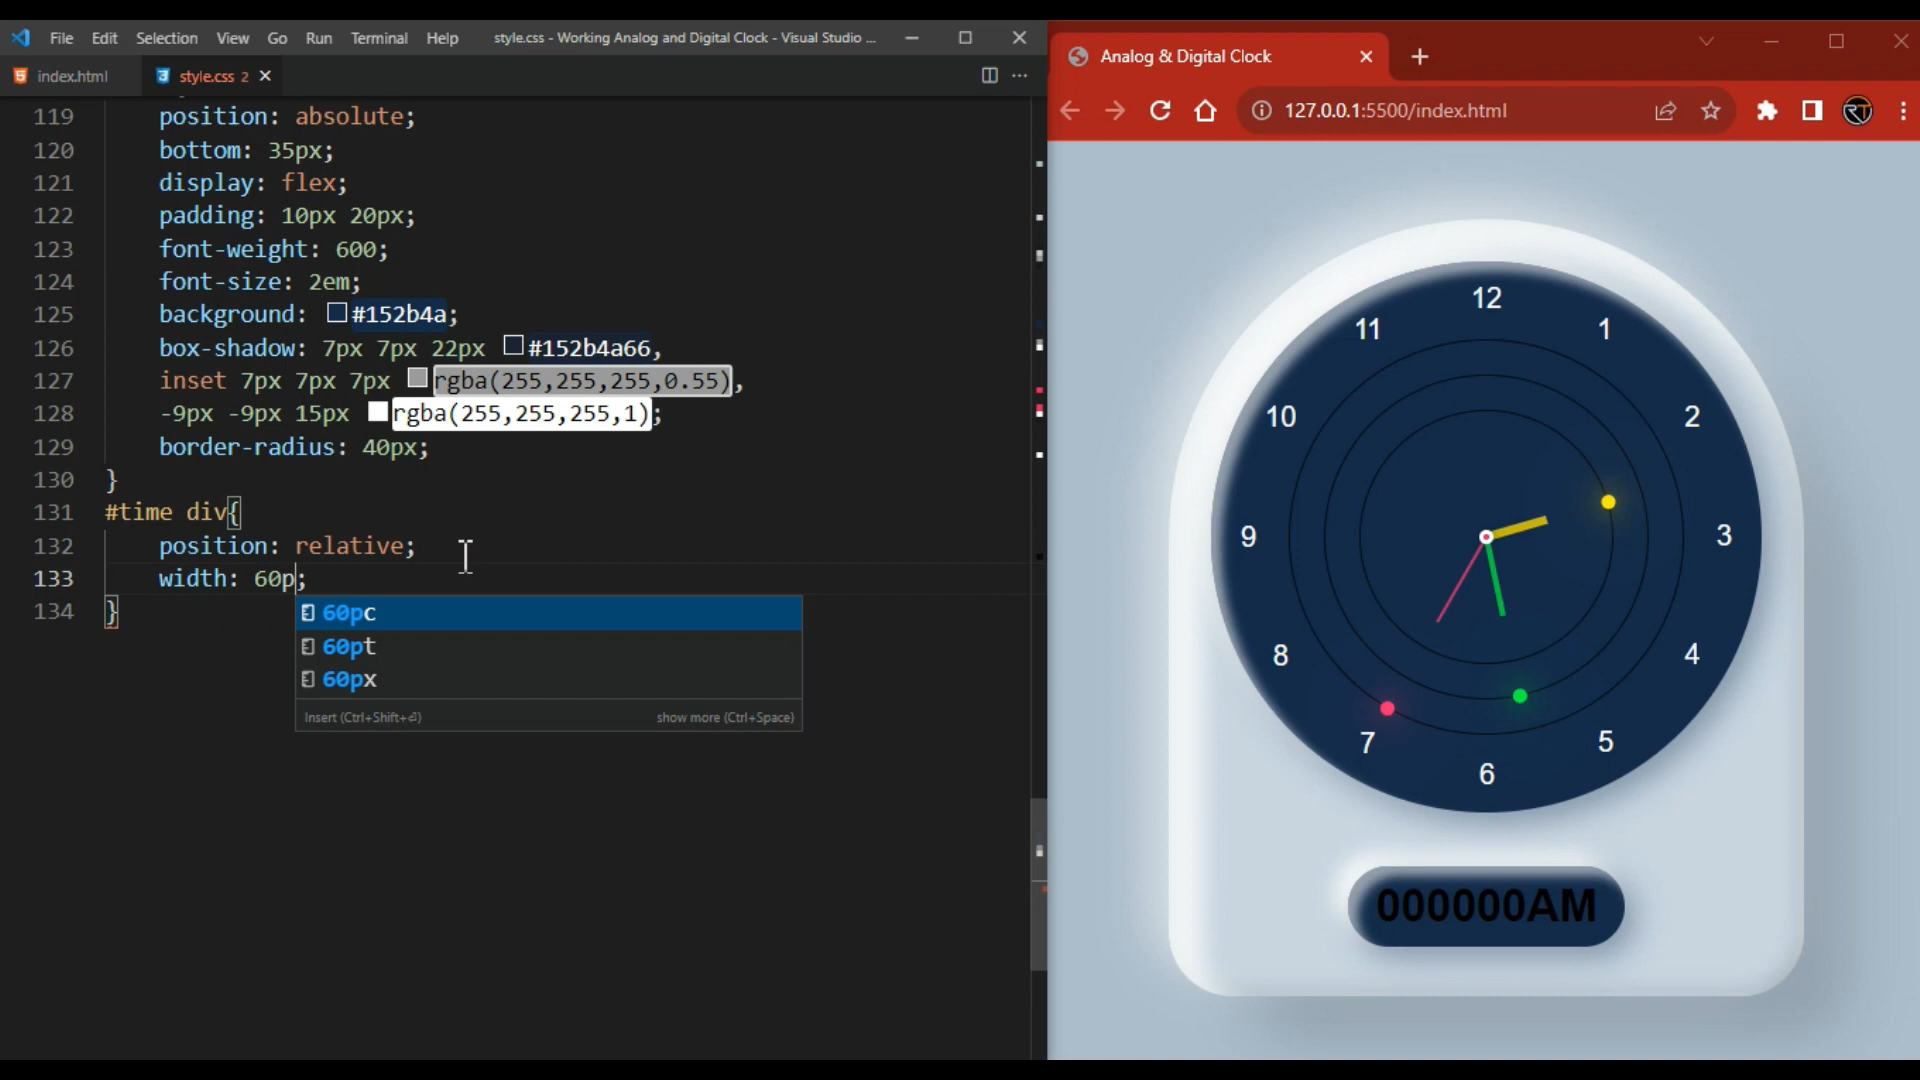 File Edit Selection View Go Run Terminal Help style.css - Working Analog and Digital Clock - Visual Studio ...
index.html style.css 2
119 position: absolute;
120 bottom: 35px;
121 display: flex;
122 padding: 10px 20px;
123 font-weight: 600;
124 font-size: 2em;
125 background: #152b4a;
126 box-shadow: 7px 7px 22px #152b4a66,
127 inset 7px 7px 7px rgba(255,255,255,0.55),
128 -9px -9px 15px rgba(255,255,255,1);
129 border-radius: 40px;
130 }
131 #time div{
132 position: relative;
133 width: 60p;
134 }
60pc
60pt
60px
Insert (Ctrl+Shift+⏎) show more (Ctrl+Space)
Analog & Digital Clock
127.0.0.1:5500/index.html
RT
12
11 1
10 2
9 3
8 4
7 5
6
000000AM